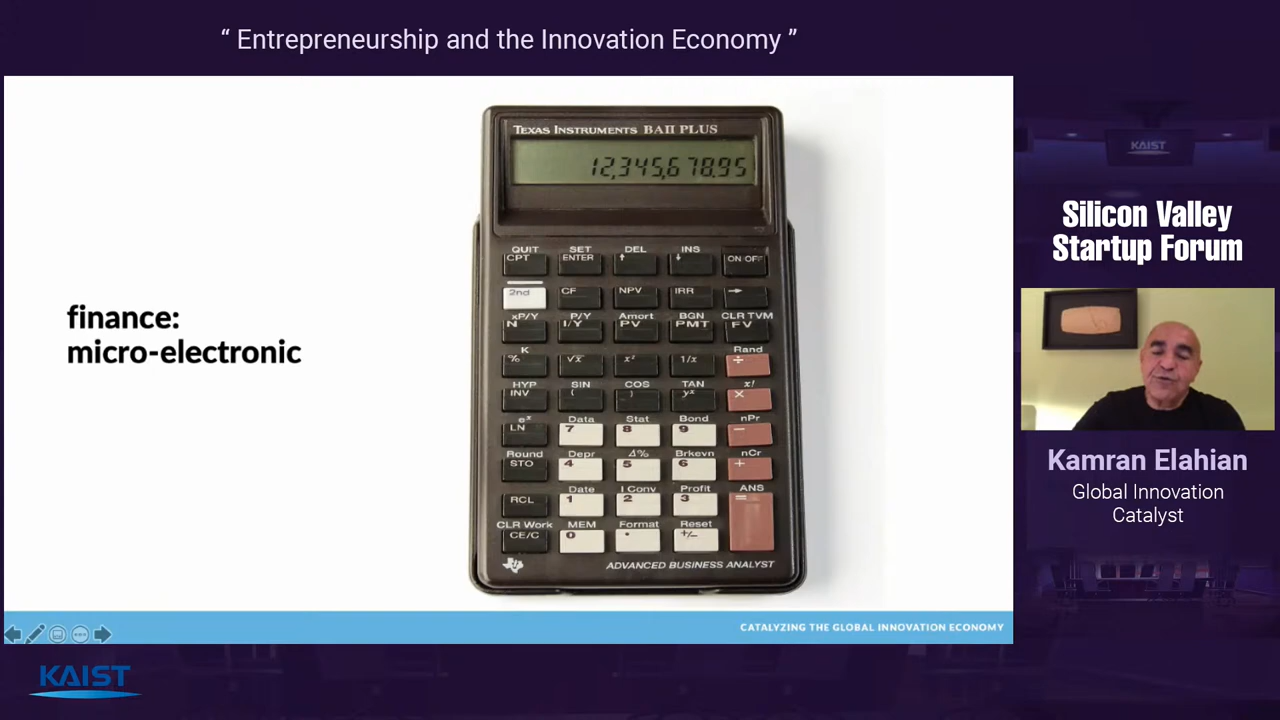 “ Entrepreneurship and the Innovation Economy ”
finance:
micro-electronic
TEXAS INSTRUMENTS BAII PLUS
12,345,678.95
QUIT SET DEL INS
CPT ENTER ↑ ↓ ON/OFF
2nd CF NPV IRR →
xP/Y P/Y Amort BGN CLR TVM
N I/Y PV PMT FV
K Rand
% √x x² 1/x ÷
HYP SIN COS TAN x!
INV ( ) yˣ ×
eˣ Data Stat Bond nPr
LN 7 8 9 −
Round Depr Δ% Brkevn nCr
STO 4 5 6 +
Date I Conv Profit ANS
RCL 1 2 3 =
CLR Work MEM Format Reset
CE/C 0 • +/−
ADVANCED BUSINESS ANALYST
CATALYZING THE GLOBAL INNOVATION ECONOMY
KAIST
KAIST
Silicon Valley
Startup Forum
Kamran Elahian
Global Innovation
Catalyst